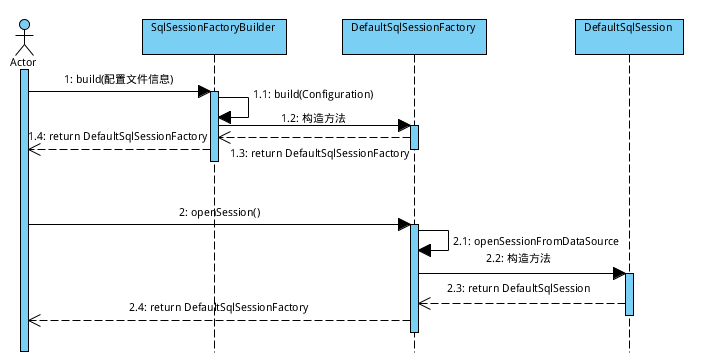 SqlSessionFactoryBuilder
DefaultSqlSessionFactory
DefaultSqlSession
Actor
1: build(配置文件信息)
1.1: build(Configuration)
1.2: 构造方法
1.4: return DefaultSqlSessionFactory
1.3: return DefaultSqlSessionFactory
2: openSession()
2.1: openSessionFromDataSource
2.2: 构造方法
2.3: return DefaultSqlSession
2.4: return DefaultSqlSessionFactory